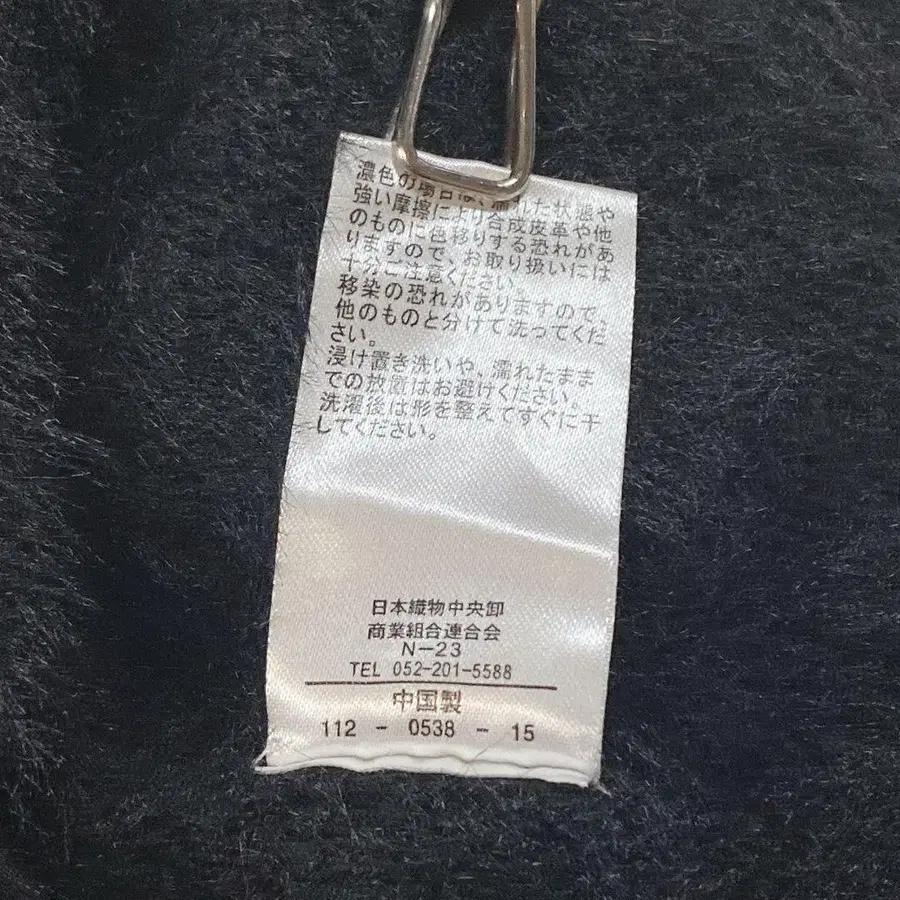 濃色の場合は、濡れた状態や
強い摩擦により合成皮革や他
のものに色移りする恐れがあ
りますので、お取り扱いには
十分ご注意ください。
移染の恐れがありますので、
他のものと分けて洗ってくだ
さい。
浸け置き洗いや、濡れたまま
での放置はお避けください。
洗濯後は形を整えてすぐに干
してください。
日本織物中央卸
商業組合連合会
N-23
TEL 052-201-5588
中国製
112 - 0538 - 15